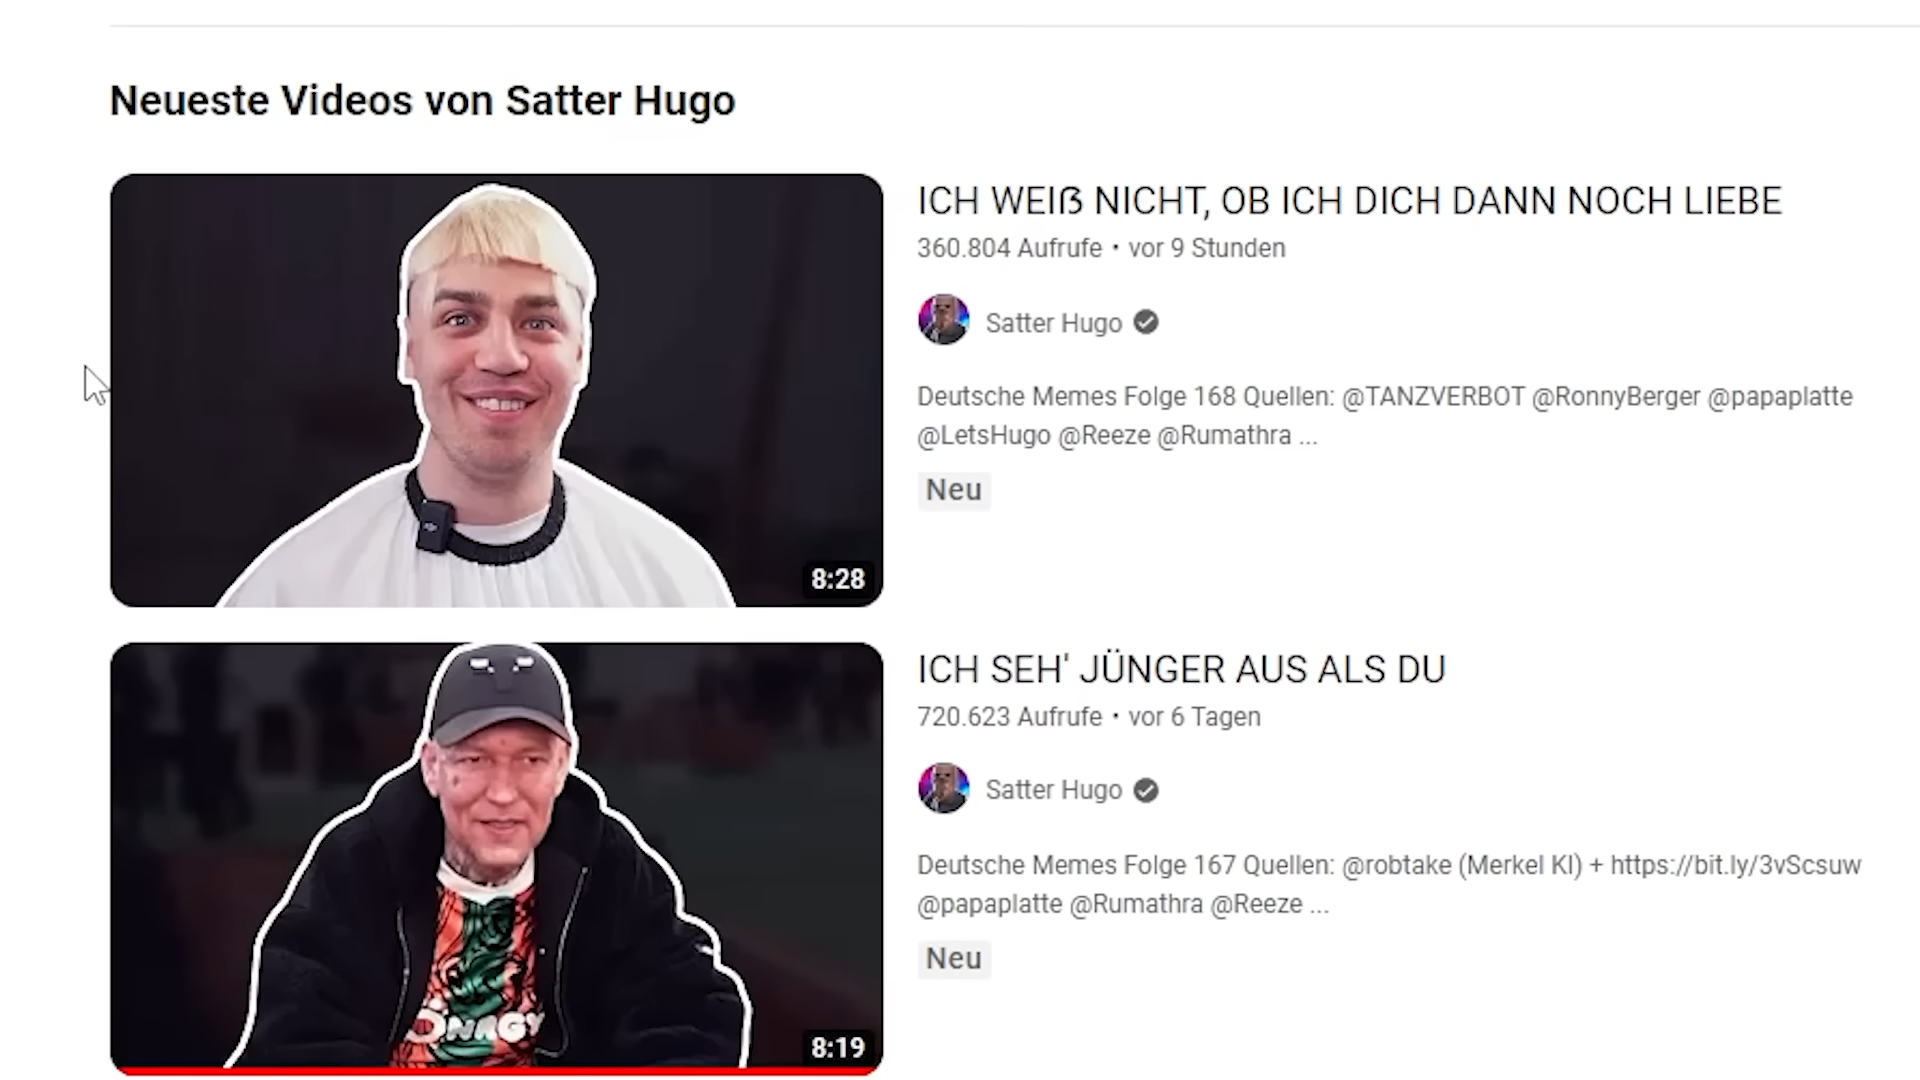 Neueste Videos von Satter Hugo
ICH WEIẞ NICHT, OB ICH DICH DANN NOCH LIEBE
360.804 Aufrufe • vor 9 Stunden
Satter Hugo
Deutsche Memes Folge 168 Quellen: @TANZVERBOT @RonnyBerger @papaplatte
@LetsHugo @Reeze @Rumathra ...
Neu
8:28
ICH SEH' JÜNGER AUS ALS DU
720.623 Aufrufe • vor 6 Tagen
Satter Hugo
Deutsche Memes Folge 167 Quellen: @robtake (Merkel KI) + https://bit.ly/3vScsuw
@papaplatte @Rumathra @Reeze ...
Neu
ÖNAGY
8:19